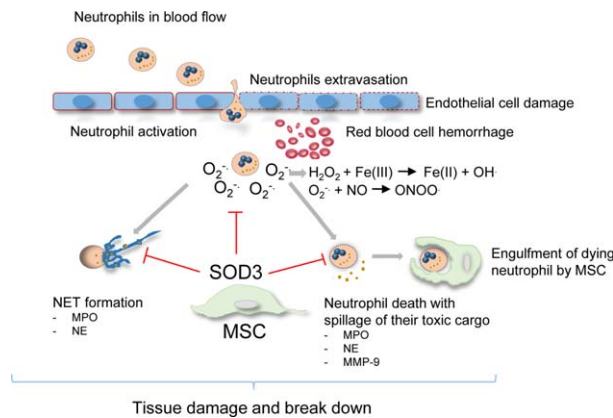 Neutrophils in blood flow
Neutrophils extravasation
Endothelial cell damage
Neutrophil activation
Red blood cell hemorrhage
O₂⁻· O₂⁻· H₂O₂ + Fe(III) → Fe(II) + OH·
O₂⁻· O₂⁻· O₂⁻· + NO → ONOO·
SOD3
MSC
Engulfment of dying
neutrophil by MSC
NET formation
- MPO
- NE
Neutrophil death with
spillage of their toxic cargo
- MPO
- NE
- MMP-9
Tissue damage and break down